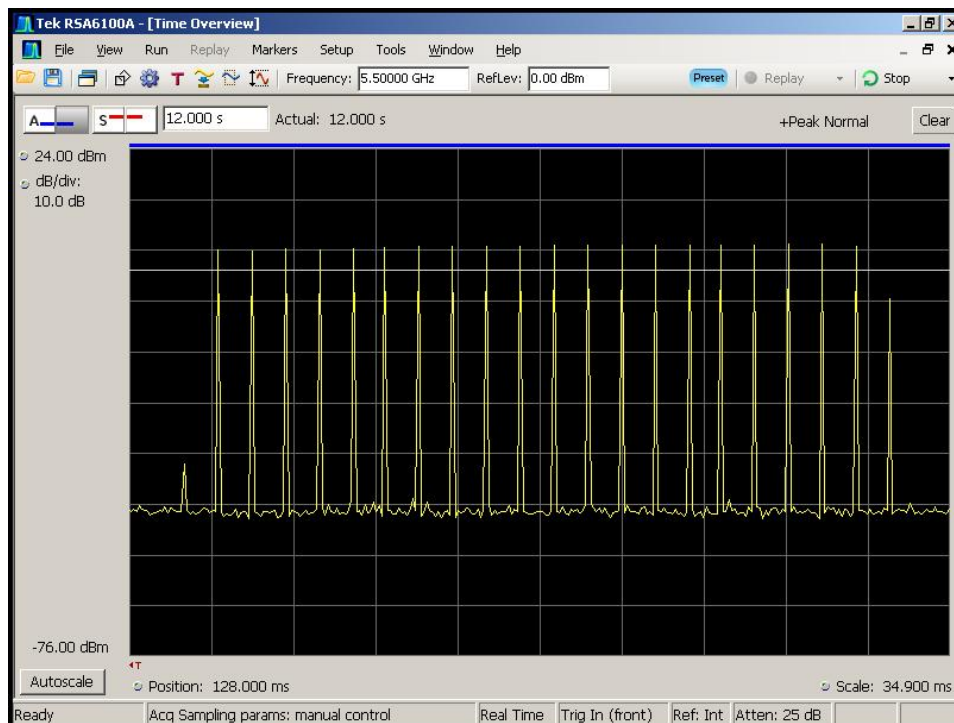 Tek RSA6100A - [Time Overview]
File View Run Replay Markers Setup Tools Window Help
T Frequency: 5.50000 GHz RefLev: 0.00 dBm Preset Replay Stop
A S 12.000 s Actual: 12.000 s +Peak Normal Clear
24.00 dBm
dB/div:
10.0 dB
-76.00 dBm
T
Autoscale Position: 128.000 ms Scale: 34.900 ms
Ready Acq Sampling params: manual control Real Time Trig In (front) Ref: Int Atten: 25 dB